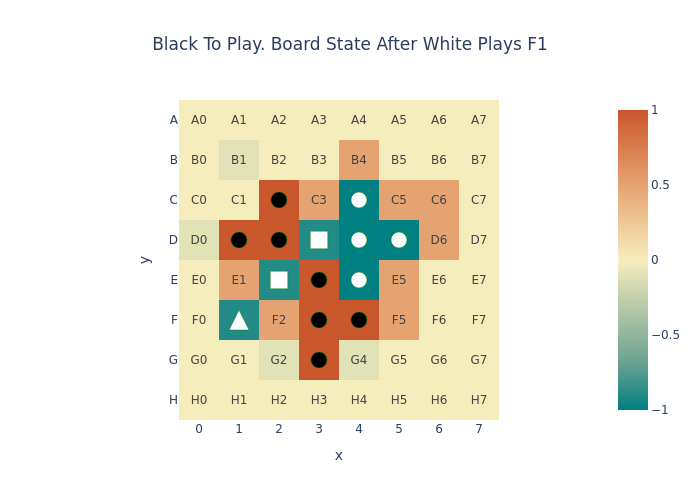 Black To Play. Board State After White Plays F1
A A0 A1 A2 A3 A4 A5 A6 A7
B B0 B1 B2 B3 B4 B5 B6 B7
C C0 C1 C3 C5 C6 C7
D D0 D6 D7
E E0 E1 E5 E6 E7
F F0 F2 F5 F6 F7
G G0 G1 G2 G4 G5 G6 G7
H H0 H1 H2 H3 H4 H5 H6 H7
0 1 2 3 4 5 6 7
x
y
1
0.5
0
−0.5
−1